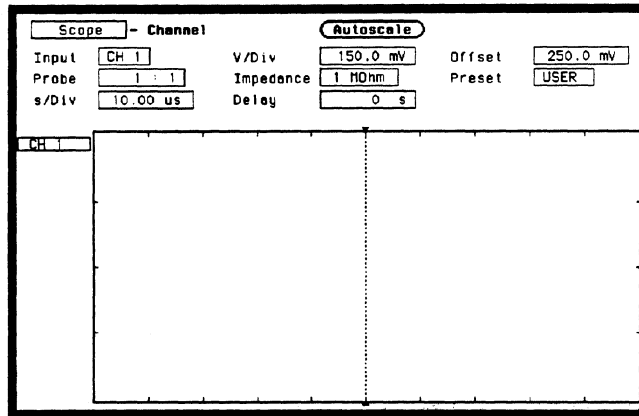 Scope - Channel Autoscale
Input CH 1 V/Div 150.0 mV Offset 250.0 mV
Probe 1 : 1 Impedance 1 MOhm Preset USER
s/Div 10.00 us Delay 0 s
CH 1